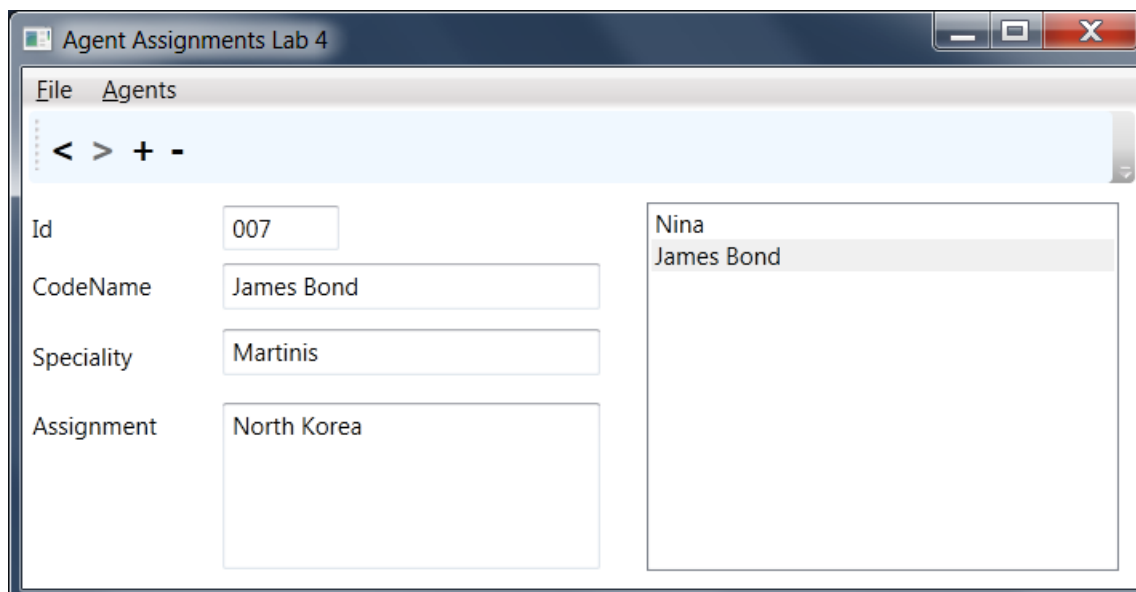 Agent Assignments Lab 4
File Agents
< > + -
Id 007
CodeName James Bond
Speciality Martinis
Assignment North Korea
Nina
James Bond